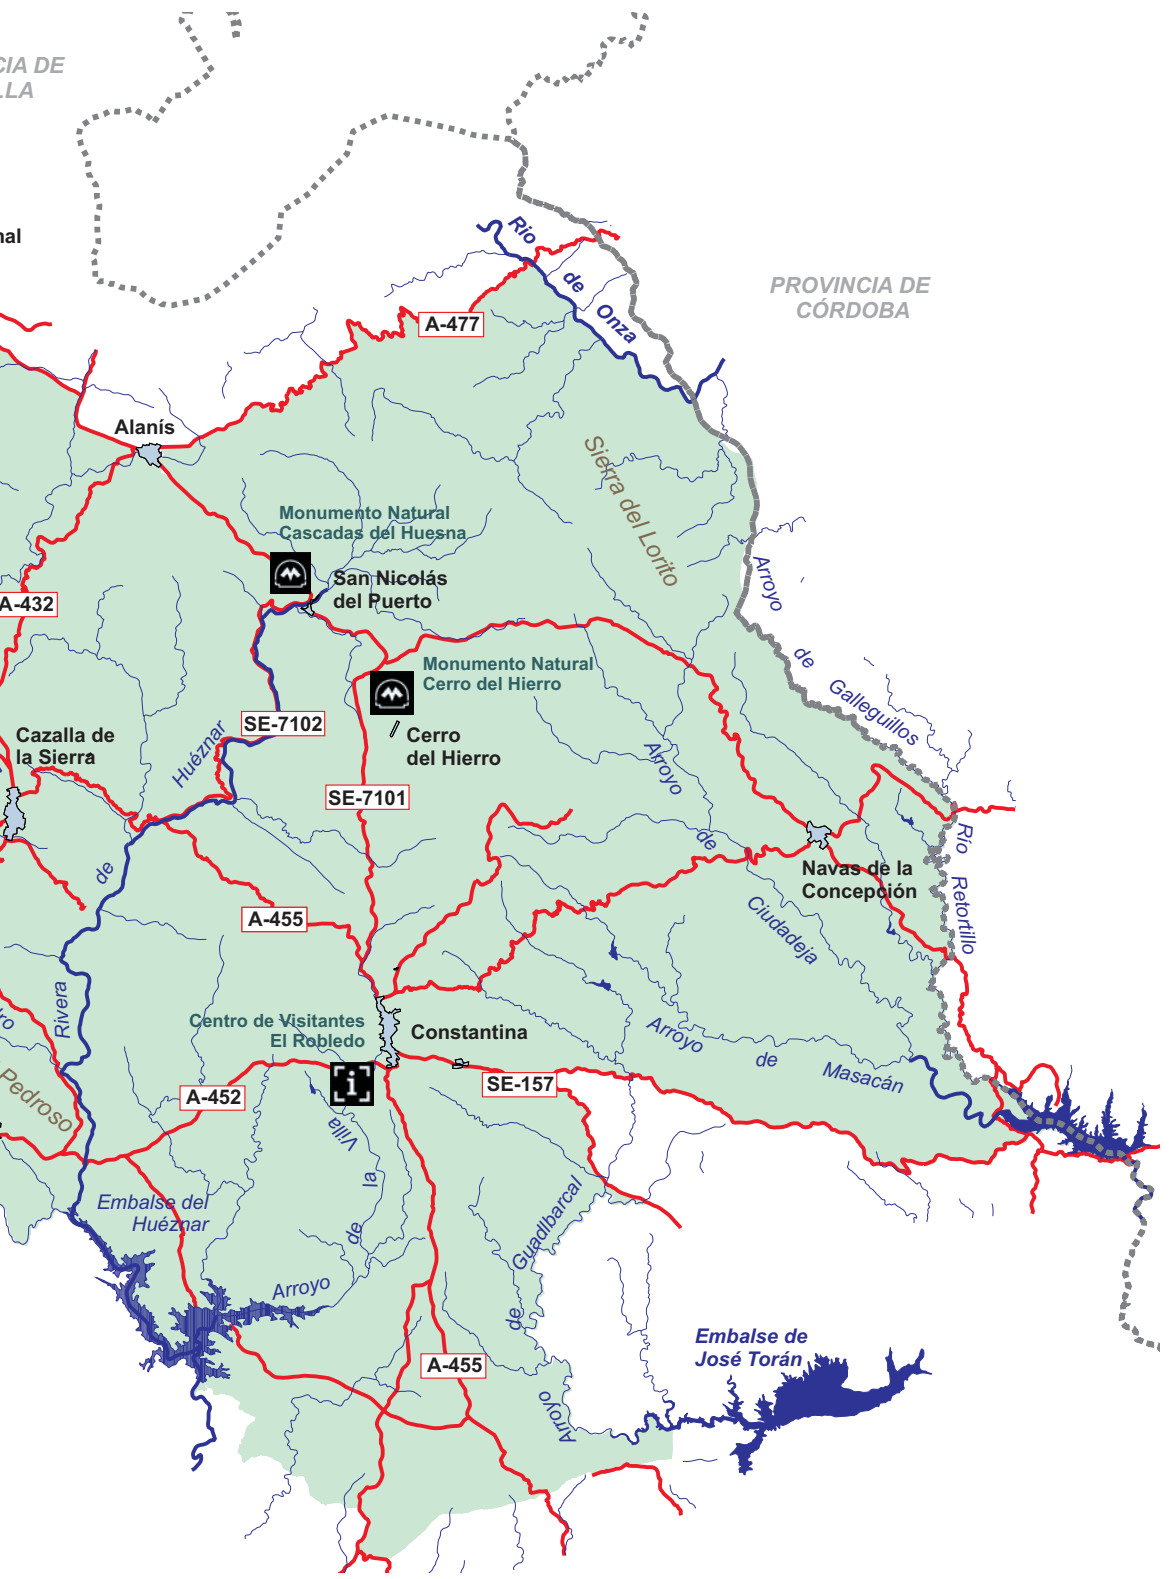 CIA DE
LLA
nal
Rio
de
Onza
PROVINCIA DE
CÓRDOBA
A-477
Alanís
Sierra del Lorito
Monumento Natural
Cascadas del Huesna
San Nicolás
del Puerto
Arroyo
de
Galleguillos
A-432
Monumento Natural
Cerro del Hierro
SE-7102
Cazalla de
la Sierra
Huéznar
Cerro
del Hierro
SE-7101
Arroyo
de
Ciudadeja
Navas de la
Concepción
Río
Retortillo
de
A-455
Rivera
Centro de Visitantes
El Robledo
Constantina
Arroyo
de
Masacán
dro
Pedroso
A-452
SE-157
Villa
la
de
Arroyo
Embalse del
Huéznar
Guadlbarcal
de
Arroyo
Embalse de
José Torán
A-455